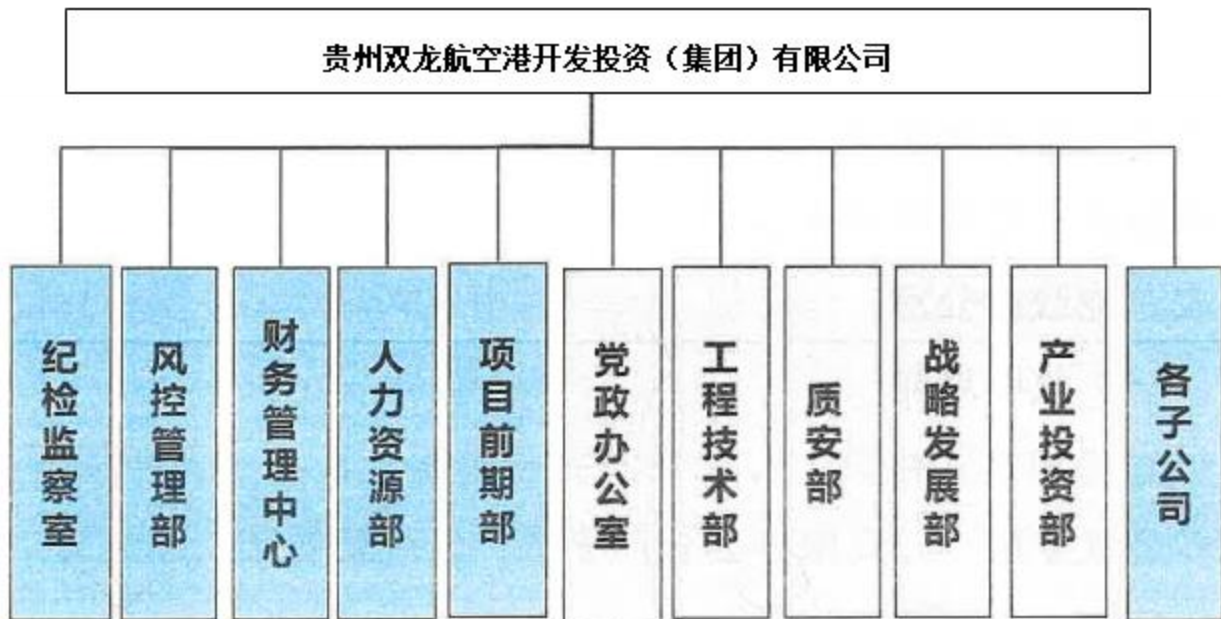 贵州双龙航空港开发投资（集团）有限公司
纪检监察室
风控管理部
财务管理中心
人力资源部
项目前期部
党政办公室
工程技术部
质安部
战略发展部
产业投资部
各子公司